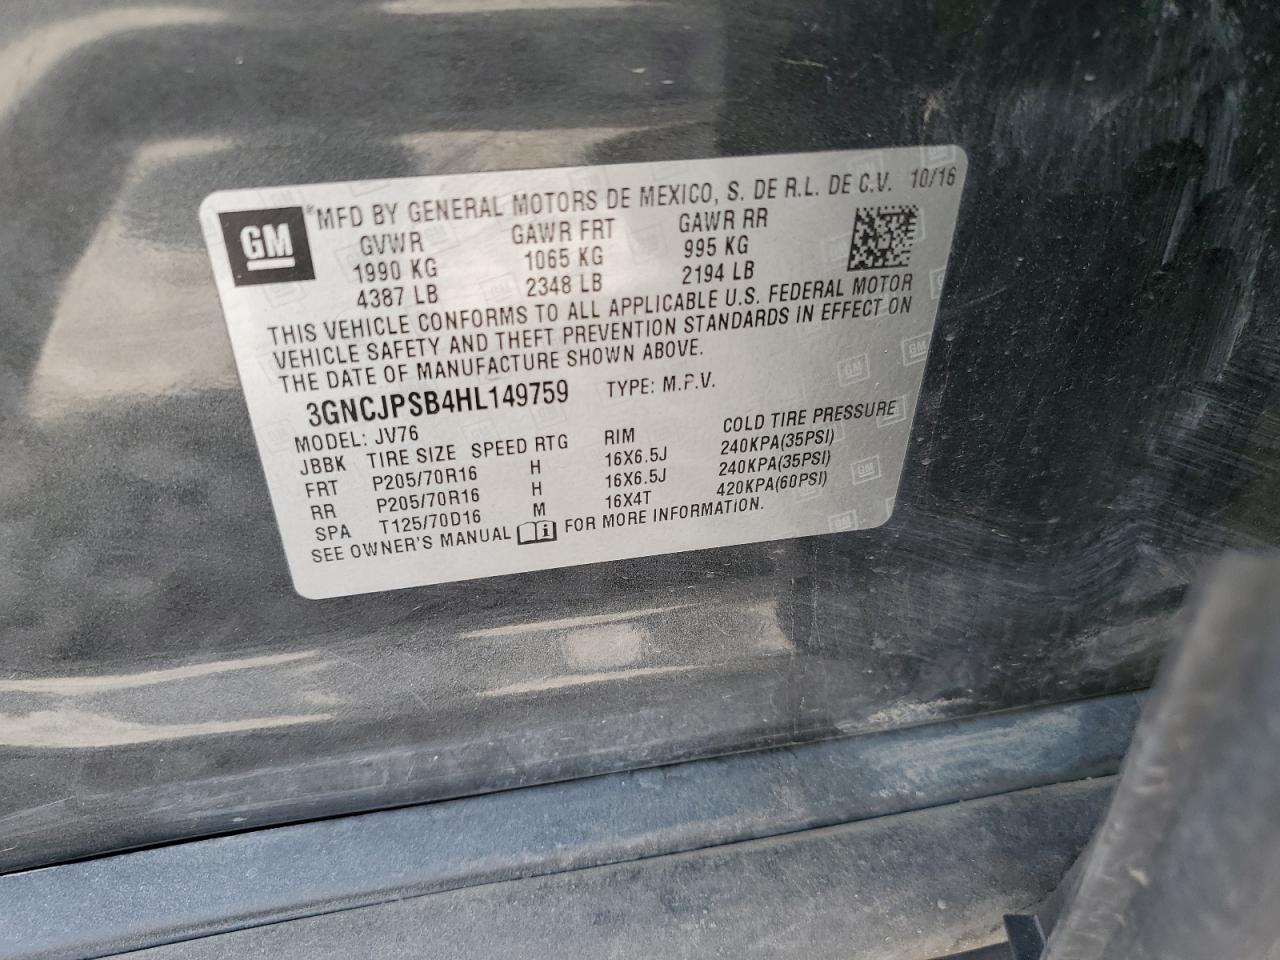 GM
®MFD BY GENERAL MOTORS DE MEXICO, S. DE R.L. DE C.V. 10/16
GVWR GAWR FRT GAWR RR
1990 KG 1065 KG 995 KG
4387 LB 2348 LB 2194 LB
THIS VEHICLE CONFORMS TO ALL APPLICABLE U.S. FEDERAL MOTOR
VEHICLE SAFETY AND THEFT PREVENTION STANDARDS IN EFFECT ON
THE DATE OF MANUFACTURE SHOWN ABOVE.
3GNCJPSB4HL149759 TYPE: M.P.V.
MODEL: JV76
JBBK TIRE SIZE SPEED RTG RIM COLD TIRE PRESSURE
FRT P205/70R16 H 16X6.5J 240KPA(35PSI)
RR P205/70R16 H 16X6.5J 240KPA(35PSI)
SPA T125/70D16 M 16X4T 420KPA(60PSI)
SEE OWNER'S MANUAL i FOR MORE INFORMATION.